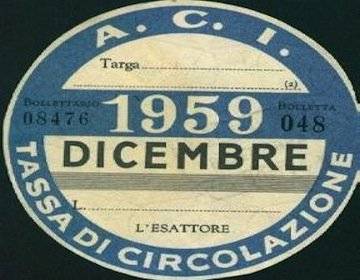 A. C. I.
Targa
(2)
BOLLETTARIO
08476
1959
BOLLETTA
048
DICEMBRE
L.
L'ESATTORE
TASSA DI CIRCOLAZIONE